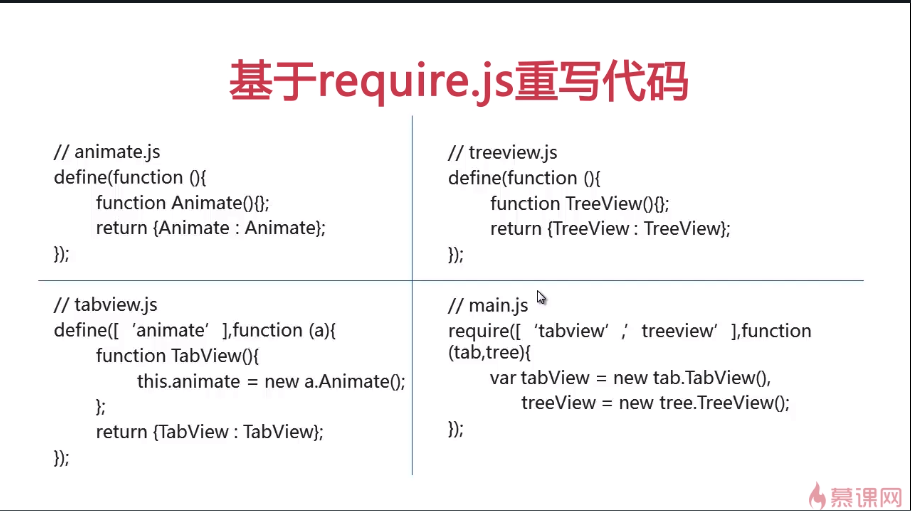 基于require.js重写代码
// animate.js
define(function (){
function Animate(){};
return {Animate : Animate};
});
// treeview.js
define(function (){
function TreeView(){};
return {TreeView : TreeView};
});
// tabview.js
define([‘animate‘],function (a){
function TabView(){
this.animate = new a.Animate();
};
return {TabView : TabView};
});
// main.js
require([‘tabview‘,’treeview‘],function
(tab,tree){
var tabView = new tab.TabView(),
treeView = new tree.TreeView();
});
慕课网